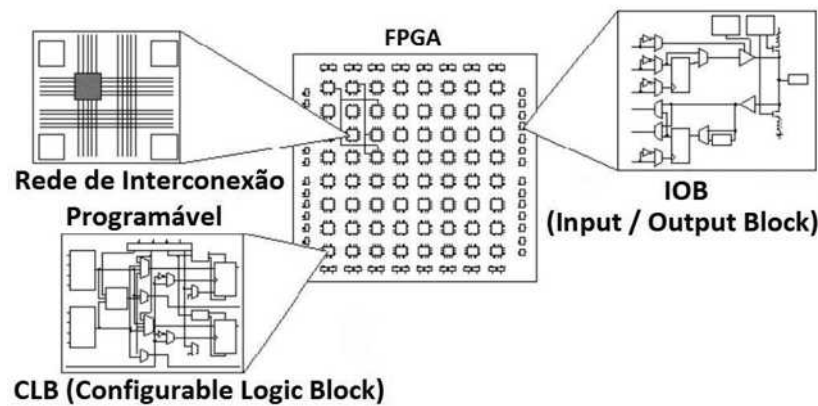 FPGA
Rede de Interconexão
Programável
IOB
(Input / Output Block)
CLB (Configurable Logic Block)